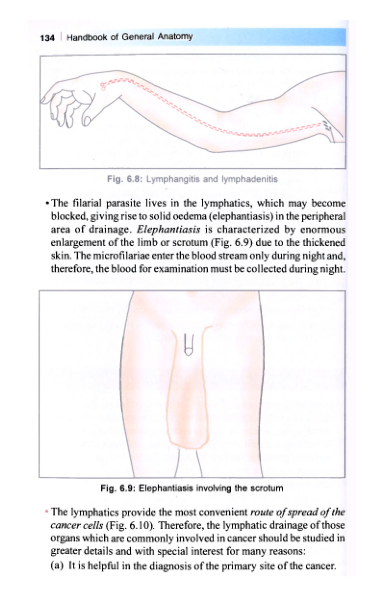 134 | Handbook of General Anatomy
Fig. 6.8: Lymphangitis and lymphadenitis
• The filarial parasite lives in the lymphatics, which may become
blocked, giving rise to solid oedema (elephantiasis) in the peripheral
area of drainage. Elephantiasis is characterized by enormous
enlargement of the limb or scrotum (Fig. 6.9) due to the thickened
skin. The microfilariae enter the blood stream only during night and,
therefore, the blood for examination must be collected during night.
Fig. 6.9: Elephantiasis involving the scrotum
• The lymphatics provide the most convenient route of spread of the
cancer cells (Fig. 6.10). Therefore, the lymphatic drainage of those
organs which are commonly involved in cancer should be studied in
greater details and with special interest for many reasons:
(a) It is helpful in the diagnosis of the primary site of the cancer.